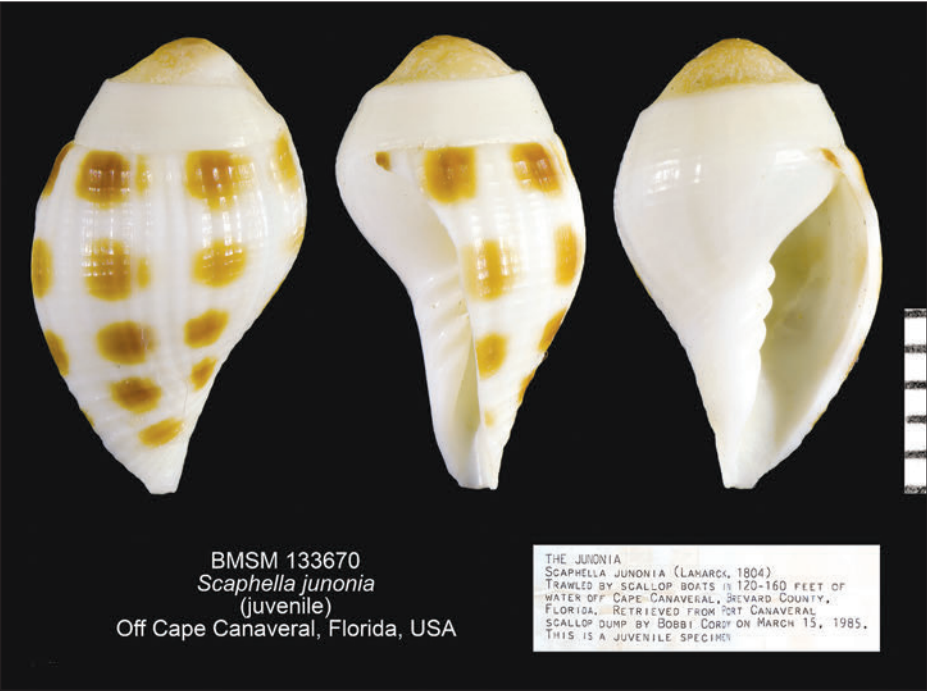 BMSM 133670
Scaphella junonia
(juvenile)
Off Cape Canaveral, Florida, USA
THE JUNONIA
SCAPHELLA JUNONIA (LAMARCK, 1804)
TRAWLED BY SCALLOP BOATS IN 120-160 FEET OF
WATER OFF CAPE CANAVERAL, BREVARD COUNTY,
FLORIDA. RETRIEVED FROM PORT CANAVERAL
SCALLOP DUMP BY BOBBI CORDY ON MARCH 15, 1985.
THIS IS A JUVENILE SPECIMEN